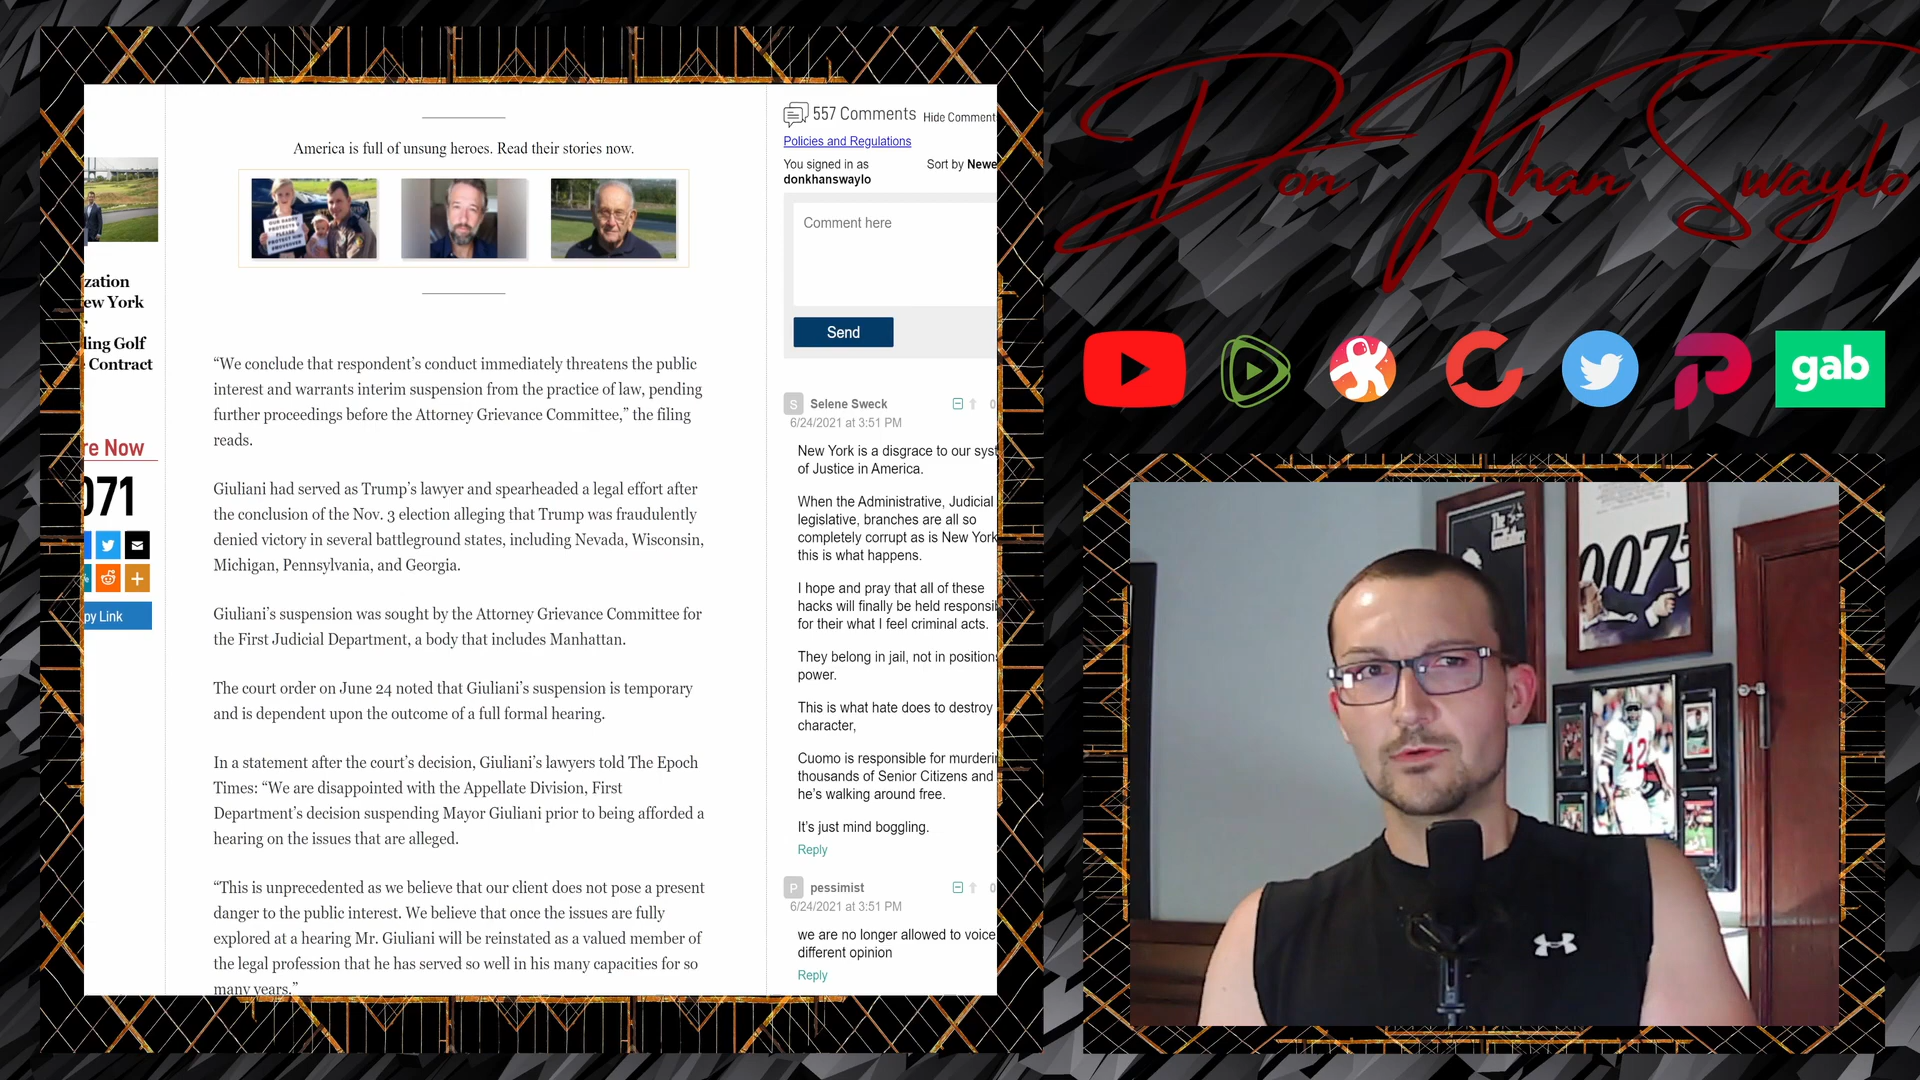 zation
ew York
ling Golf
Contract
re Now
071
py Link
America is full of unsung heroes. Read their stories now.
OUR DADDY
PROTECTS U
PLEASE
PROTECT HIM
“We conclude that respondent’s conduct immediately threatens the public
interest and warrants interim suspension from the practice of law, pending
further proceedings before the Attorney Grievance Committee,” the filing
reads.
Giuliani had served as Trump’s lawyer and spearheaded a legal effort after
the conclusion of the Nov. 3 election alleging that Trump was fraudulently
denied victory in several battleground states, including Nevada, Wisconsin,
Michigan, Pennsylvania, and Georgia.
Giuliani’s suspension was sought by the Attorney Grievance Committee for
the First Judicial Department, a body that includes Manhattan.
The court order on June 24 noted that Giuliani’s suspension is temporary
and is dependent upon the outcome of a full formal hearing.
In a statement after the court’s decision, Giuliani’s lawyers told The Epoch
Times: “We are disappointed with the Appellate Division, First
Department’s decision suspending Mayor Giuliani prior to being afforded a
hearing on the issues that are alleged.
“This is unprecedented as we believe that our client does not pose a present
danger to the public interest. We believe that once the issues are fully
explored at a hearing Mr. Giuliani will be reinstated as a valued member of
the legal profession that he has served so well in his many capacities for so
many years.”
557 Comments Hide Comment
Policies and Regulations
You signed in as
donkhanswaylo
Sort by Newe
Comment here
Send
S Selene Sweck 0
6/24/2021 at 3:51 PM
New York is a disgrace to our syst
of Justice in America.
When the Administrative, Judicial
legislative, branches are all so
completely corrupt as is New York
this is what happens.
I hope and pray that all of these
hacks will finally be held responsi
for their what I feel criminal acts.
They belong in jail, not in position
power.
This is what hate does to destroy
character,
Cuomo is responsible for murderi
thousands of Senior Citizens and
he’s walking around free.
It’s just mind boggling.
Reply
P pessimist 0
6/24/2021 at 3:51 PM
we are no longer allowed to voice
different opinion
Reply
Don Khan Swaylo
gab
007
42